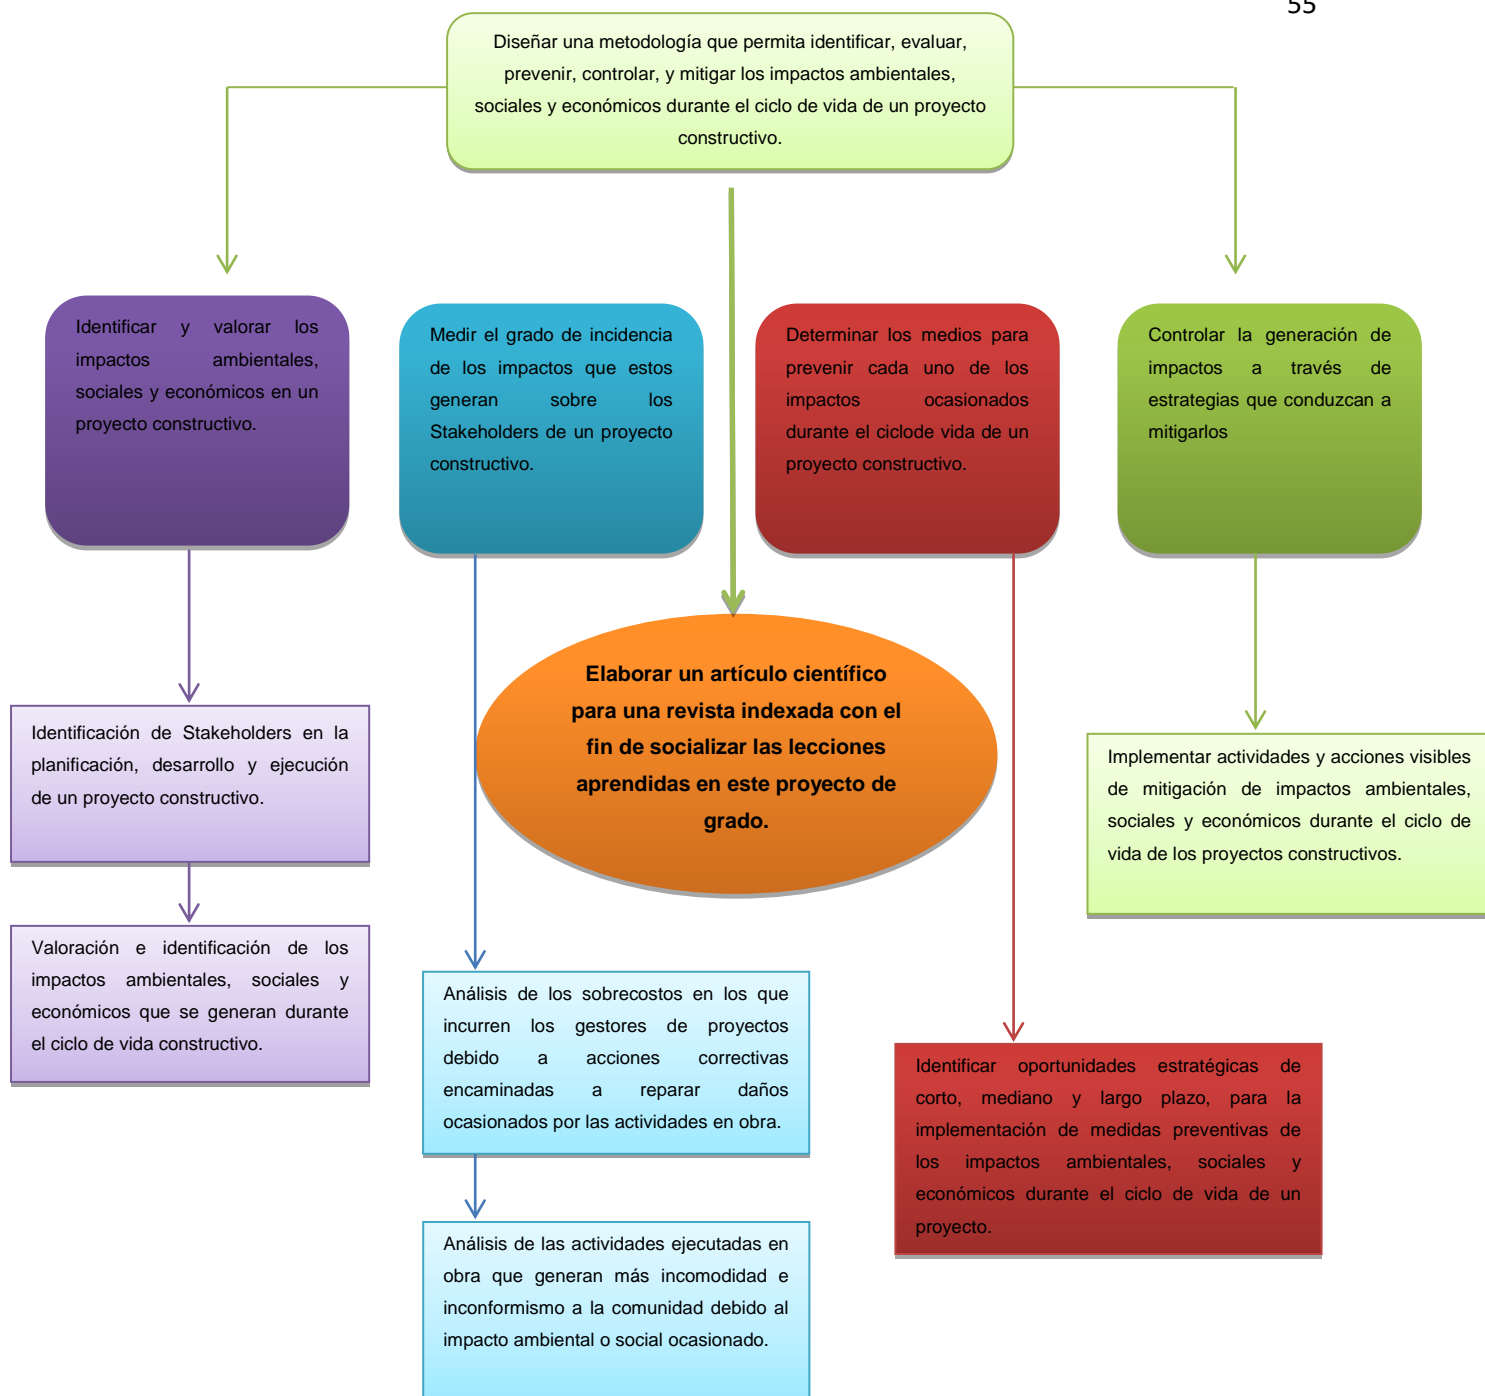 55
Diseñar una metodología que permita identificar, evaluar,
prevenir, controlar, y mitigar los impactos ambientales,
sociales y económicos durante el ciclo de vida de un proyecto
constructivo.
Identificar y valorar los
impactos ambientales,
sociales y económicos en un
proyecto constructivo.
Medir el grado de incidencia
de los impactos que estos
generan sobre los
Stakeholders de un proyecto
constructivo.
Determinar los medios para
prevenir cada uno de los
impactos ocasionados
durante el ciclode vida de un
proyecto constructivo.
Controlar la generación de
impactos a través de
estrategias que conduzcan a
mitigarlos
Elaborar un artículo científico
para una revista indexada con el
fin de socializar las lecciones
aprendidas en este proyecto de
grado.
Identificación de Stakeholders en la
planificación, desarrollo y ejecución
de un proyecto constructivo.
Implementar actividades y acciones visibles
de mitigación de impactos ambientales,
sociales y económicos durante el ciclo de
vida de los proyectos constructivos.
Valoración e identificación de los
impactos ambientales, sociales y
económicos que se generan durante
el ciclo de vida constructivo.
Análisis de los sobrecostos en los que
incurren los gestores de proyectos
debido a acciones correctivas
encaminadas a reparar daños
ocasionados por las actividades en obra.
Identificar oportunidades estratégicas de
corto, mediano y largo plazo, para la
implementación de medidas preventivas de
los impactos ambientales, sociales y
económicos durante el ciclo de vida de un
proyecto.
Análisis de las actividades ejecutadas en
obra que generan más incomodidad e
inconformismo a la comunidad debido al
impacto ambiental o social ocasionado.